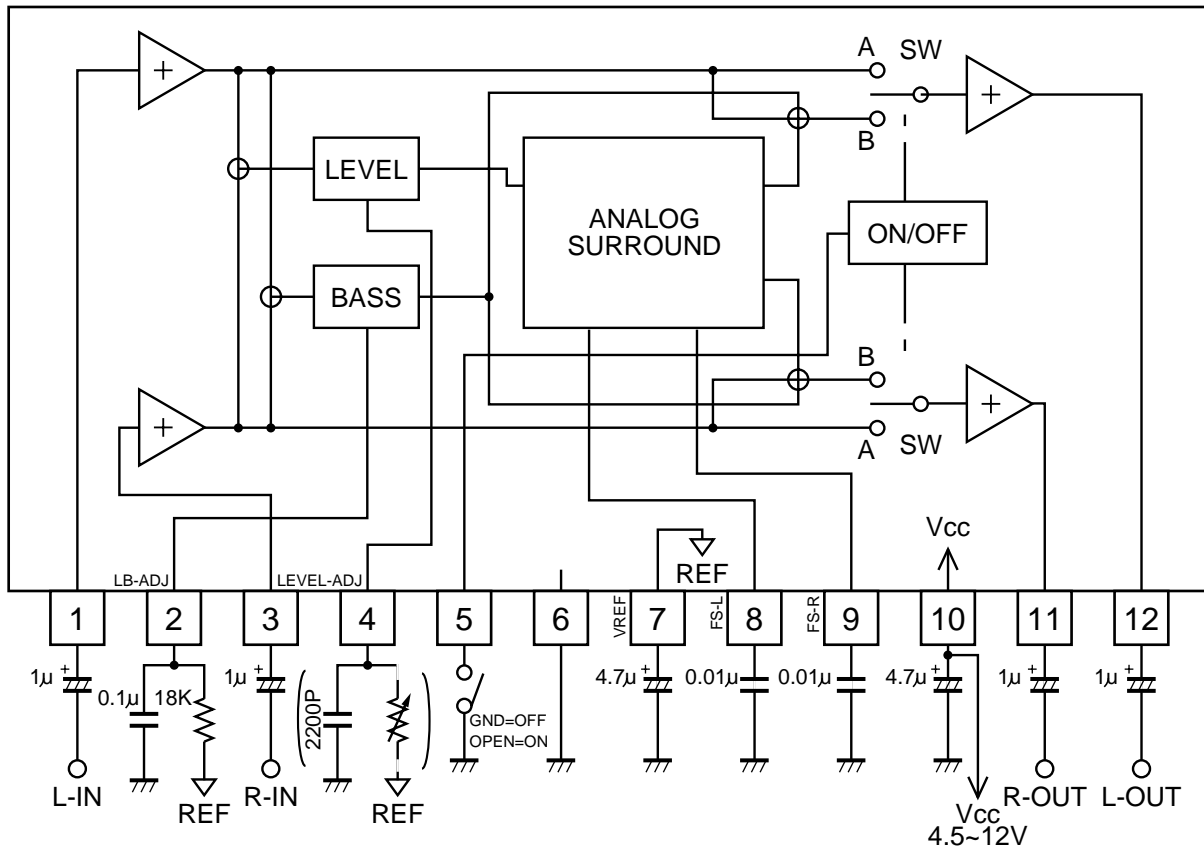 A
SW
+
+
B
LEVEL
ANALOG
SURROUND
ON/OFF
BASS
B
+
+
A
SW
Vcc
REF
LB-ADJ
LEVEL-ADJ
VREF
FS-L
FS-R
1
2
3
4
5
6
7
8
9
10
11
12
1μ +
0.1μ
18K
1μ +
2200P
GND=OFF
OPEN=ON
4.7μ +
0.01μ
0.01μ
4.7μ +
1μ +
1μ +
L-IN
REF
R-IN
REF
Vcc
4.5~12V
R-OUT
L-OUT